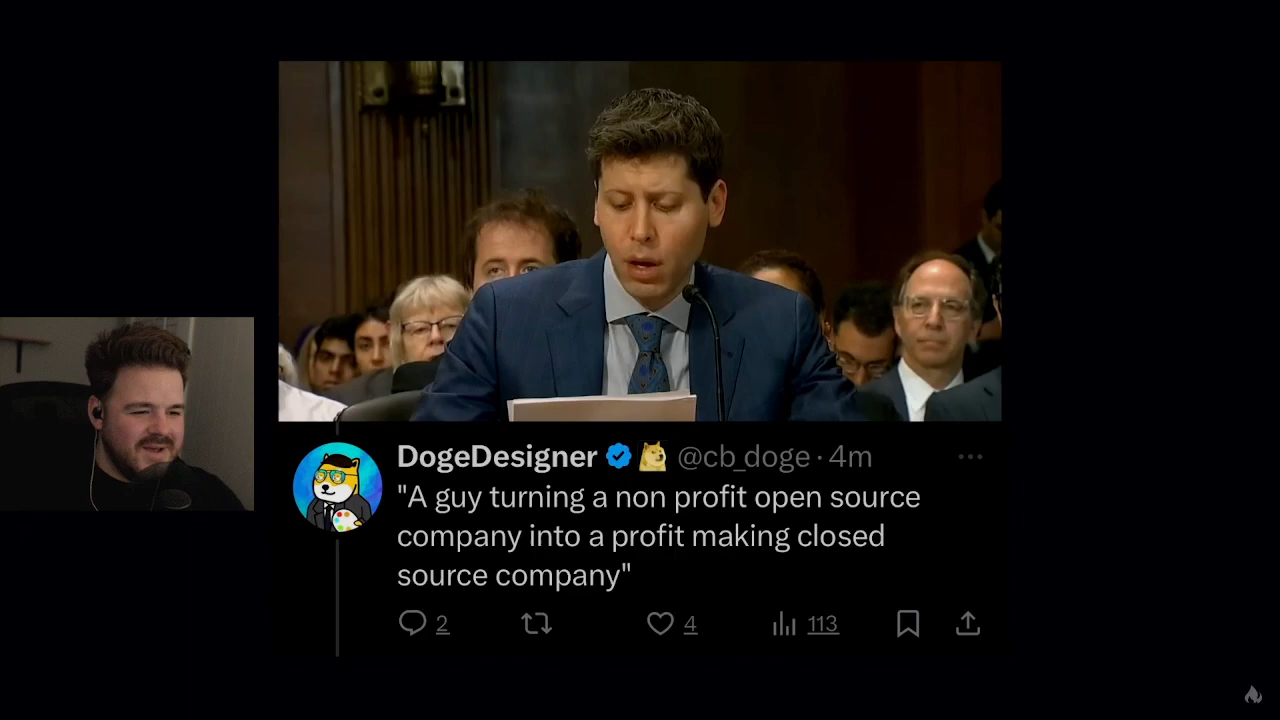 DogeDesigner @cb_doge · 4m
"A guy turning a non profit open source
company into a profit making closed
source company"
2 4 113